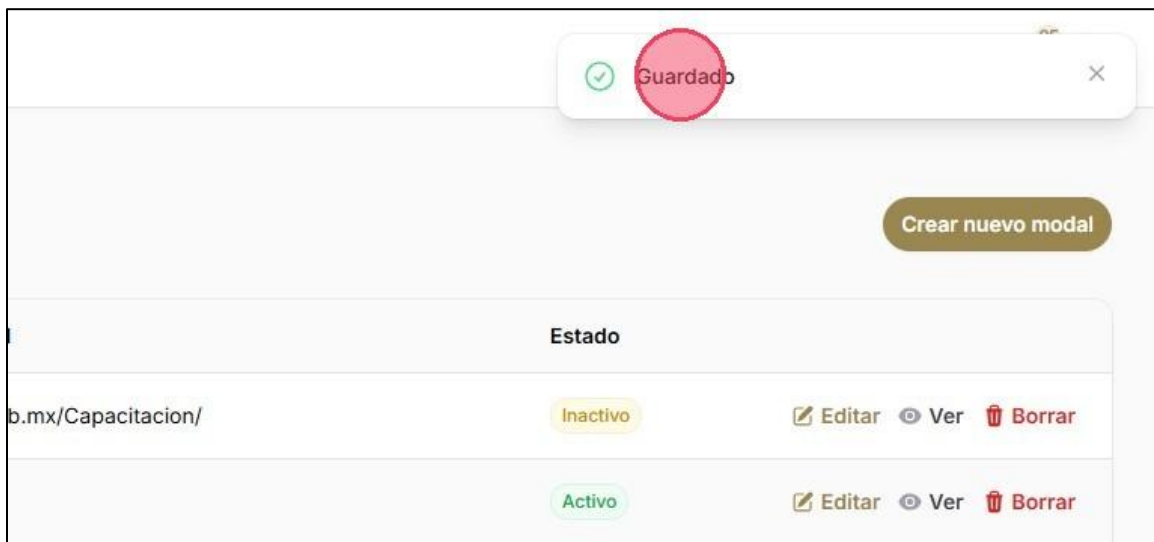 Guardado
Crear nuevo modal
Estado
b.mx/Capacitacion/ Inactivo Editar Ver Borrar
Activo Editar Ver Borrar